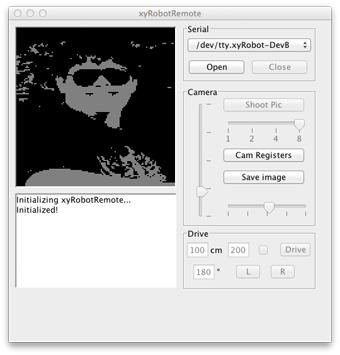 xyRobotRemote
Serial
/dev/tty.xyRobot-DevB
Open
Close
Camera
Shoot Pic
1 2 4 8
Cam Registers
Save image
Initializing xyRobotRemote...
Initialized!
Drive
100 cm 200 Drive
180 ° L R